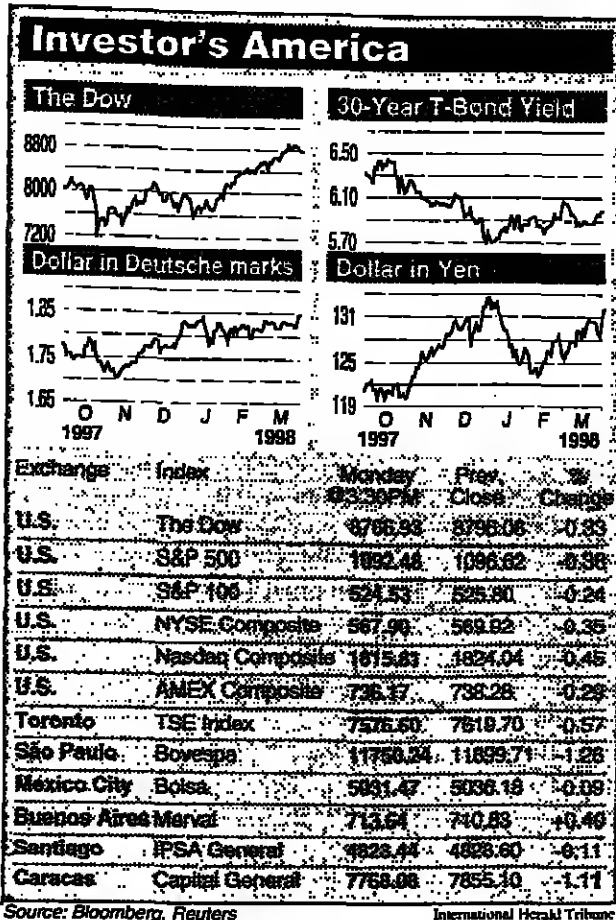 Investor's America
The Dow
8800
8000
7200
30-Year T-Bond Yield
6.50
6.10
5.70
Dollar in Deutsche marks
1.85
1.75
1.65
O N D J F M
1997 1998
Dollar in Yen
131
125
119
O N D J F M
1997 1998
Exchange Index Monday Prev. %
@3:30PM Close Change
U.S. The Dow 8766.93 8796.08 -0.33
U.S. S&P 500 1092.48 1096.62 -0.38
U.S. S&P 100 524.53 525.80 -0.24
U.S. NYSE Composite 567.90 569.92 -0.35
U.S. Nasdaq Composite 1824.04 -0.45
U.S. AMEX Composite 736.17 738.28 -0.29
Toronto TSE Index 7576.60 7619.70 -0.57
São Paulo Bovespa 11750.24 11899.71 -1.26
Mexico City Bolsa 5031.47 5036.18 -0.09
Buenos Aires Merval 713.64 710.83 +0.40
Santiago IPSA General 4823.44 4828.60 -0.11
Caracas Capital General 7768.08 7855.10 -1.11
Source: Bloomberg, Reuters
International Herald Tribune